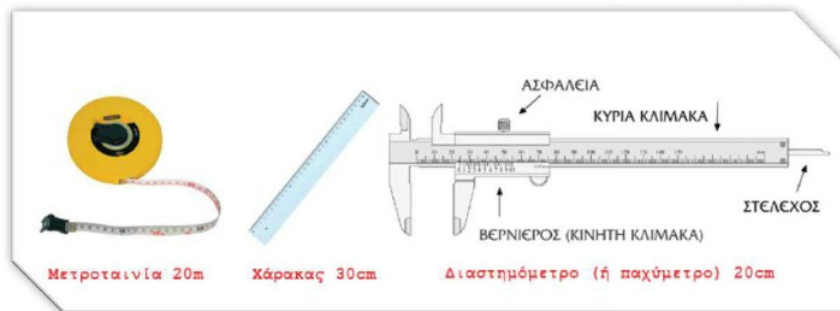 ΑΣΦΑΛΕΙΑ
ΚΥΡΙΑ ΚΛΙΜΑΚΑ
ΣΤΕΛΕΧΟΣ
ΒΕΡΝΙΕΡΟΣ (ΚΙΝΗΤΗ ΚΛΙΜΑΚΑ)
Μετροταινία 20m
Χάρακας 30cm
Διαστημόμετρο (ή παχύμετρο) 20cm